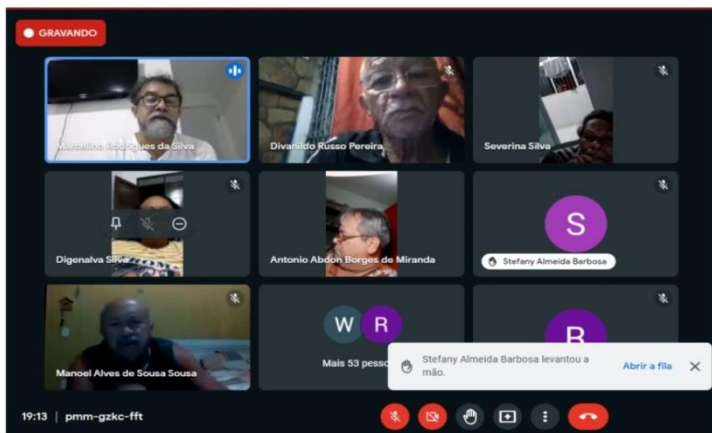 GRAVANDO
Marcelino Rodrigues da Silva
Divanildo Russo Pereira
Severina Silva
Digenalva Silva
Antonio Abdon Borges de Miranda
S
Stefany Almeida Barbosa
Manoel Alves de Sousa Sousa
W R
Mais 53 pesso
Stefany Almeida Barbosa levantou a
mão.
Abrir a fila
19:13 | pmm-gzkc-fft